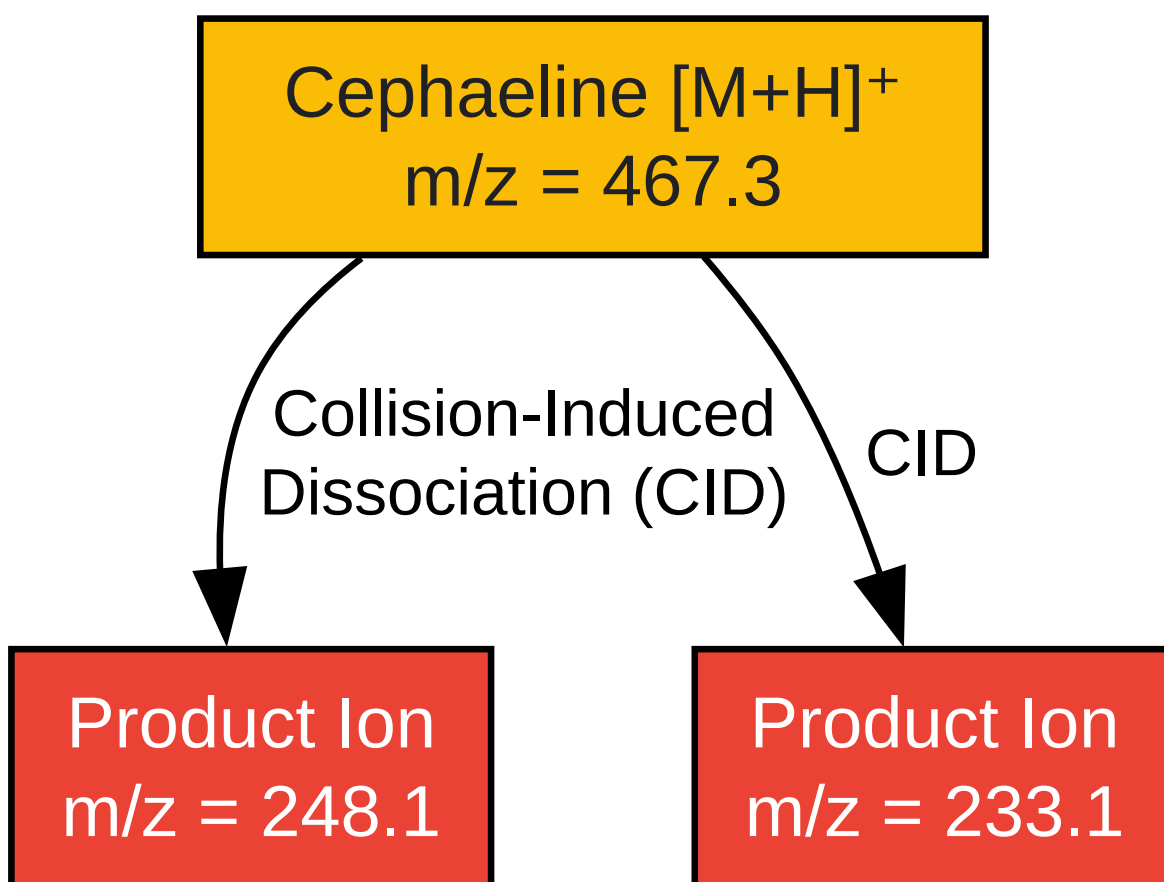 Cephaeline [M+H]⁺
m/z = 467.3
Collision-Induced
Dissociation (CID)
CID
Product Ion
m/z = 248.1
Product Ion
m/z = 233.1